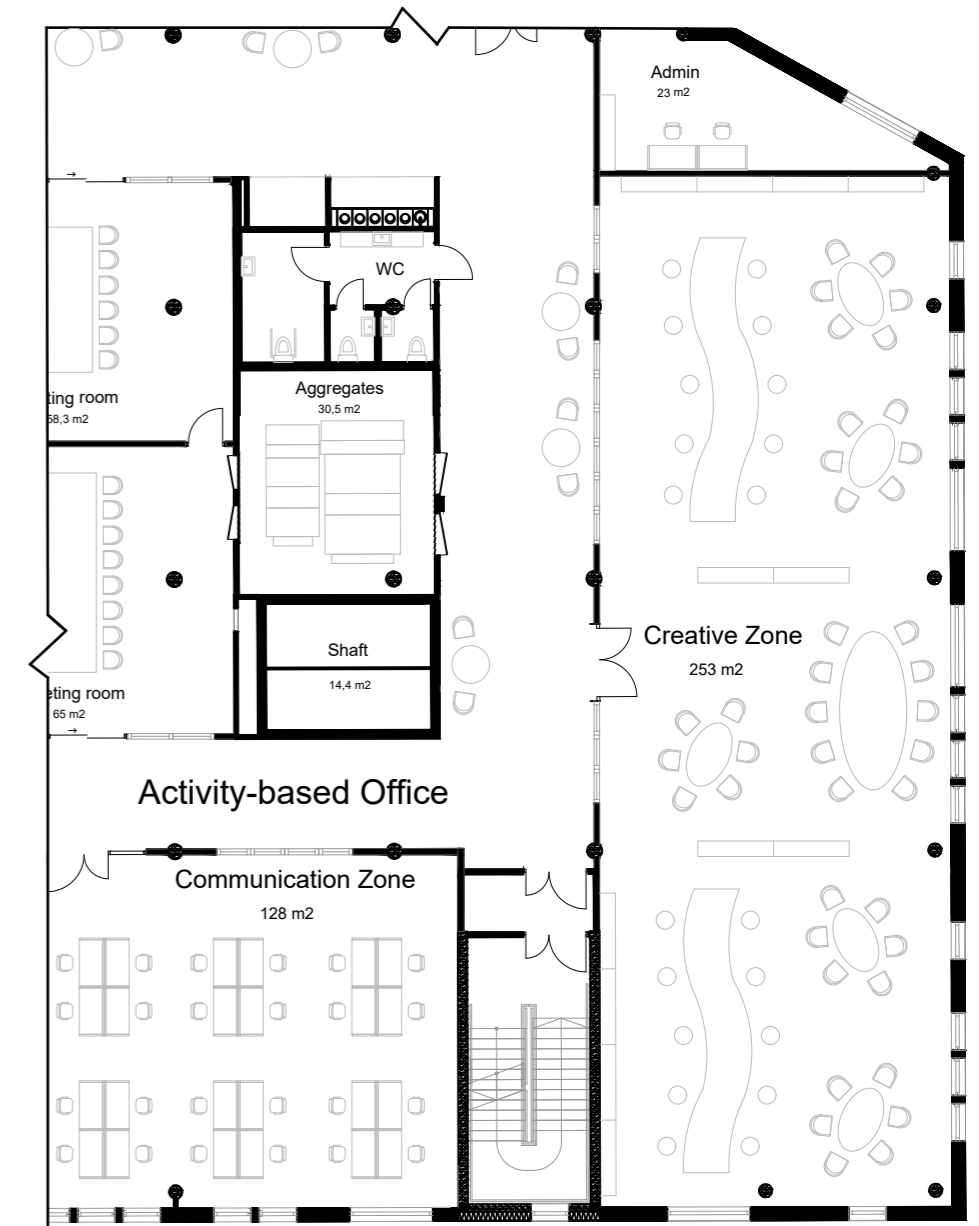 Admin
23 m2
WC
Aggregates
30,5 m2
ting room
58,3 m2
Shaft
14,4 m2
Creative Zone
253 m2
eting room
65 m2
Activity-based Office
Communication Zone
128 m2